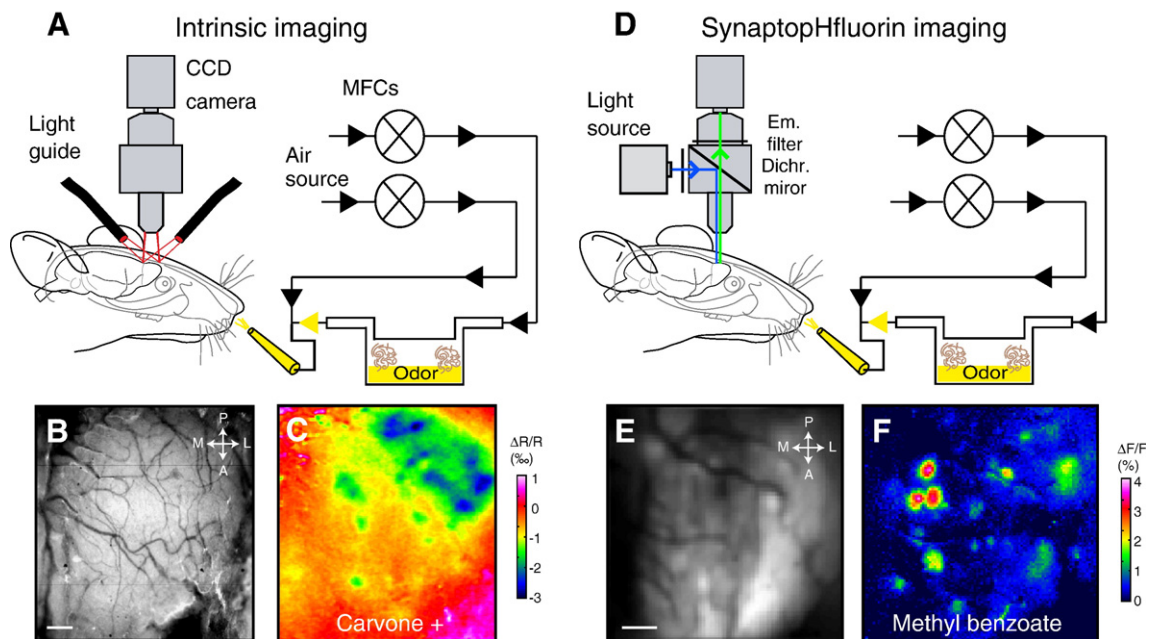 A
Intrinsic imaging
CCD
camera
Light
guide
MFCs
Air
source
Odor
D
SynaptopHfluorin imaging
Light
source
Em.
filter
Dichr.
miror
Odor
B
P
M
L
A
C
Carvone +
ΔR/R
(‰)
1
0
-1
-2
-3
E
P
M
L
A
F
Methyl benzoate
ΔF/F
(%)
4
3
2
1
0